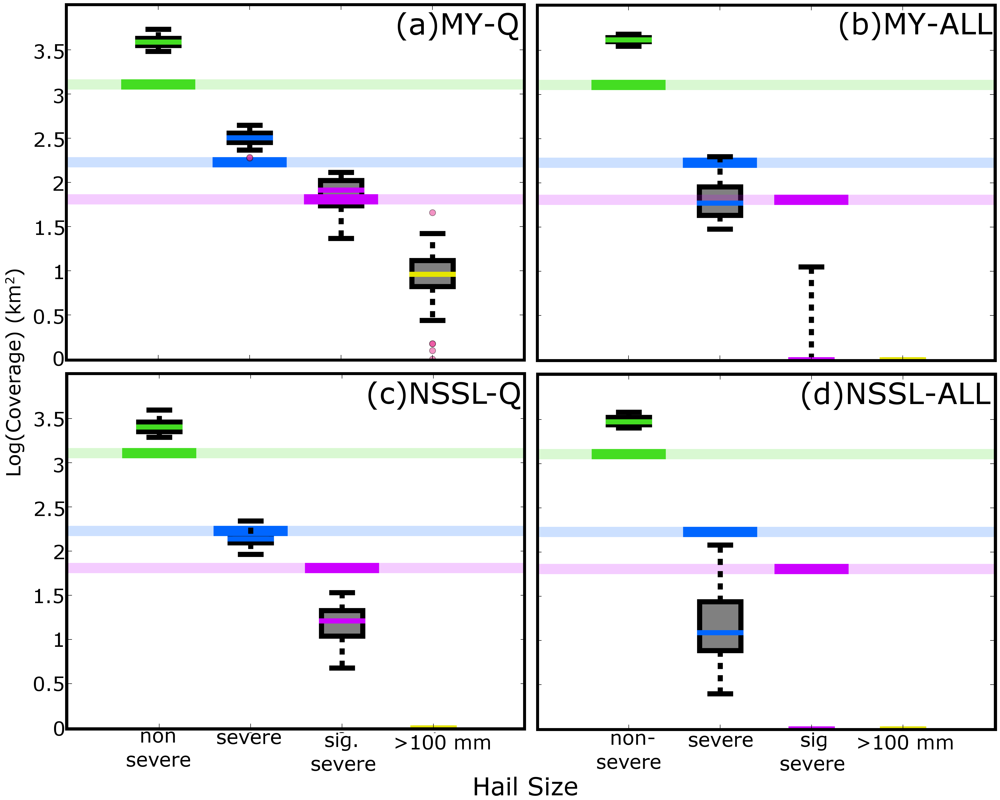 (a)MY-Q
(b)MY-ALL
3.5
3
2.5
2
1.5
1
0.5
0
Log(Coverage) (km²)
(c)NSSL-Q
(d)NSSL-ALL
3.5
3
2.5
2
1.5
1
0.5
0
non
severe
severe
sig.
severe
>100 mm
non-
severe
severe
sig
severe
>100 mm
Hail Size